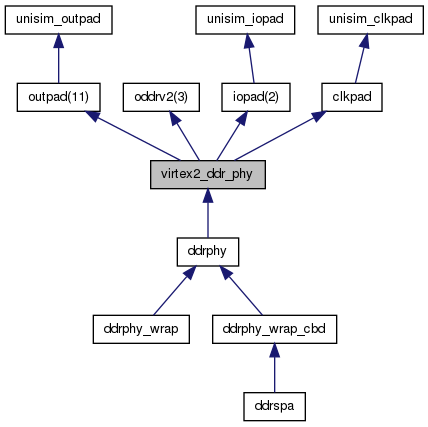 unisim_outpad
unisim_iopad
unisim_clkpad
outpad(11)
oddrv2(3)
iopad(2)
clkpad
virtex2_ddr_phy
ddrphy
ddrphy_wrap
ddrphy_wrap_cbd
ddrspa